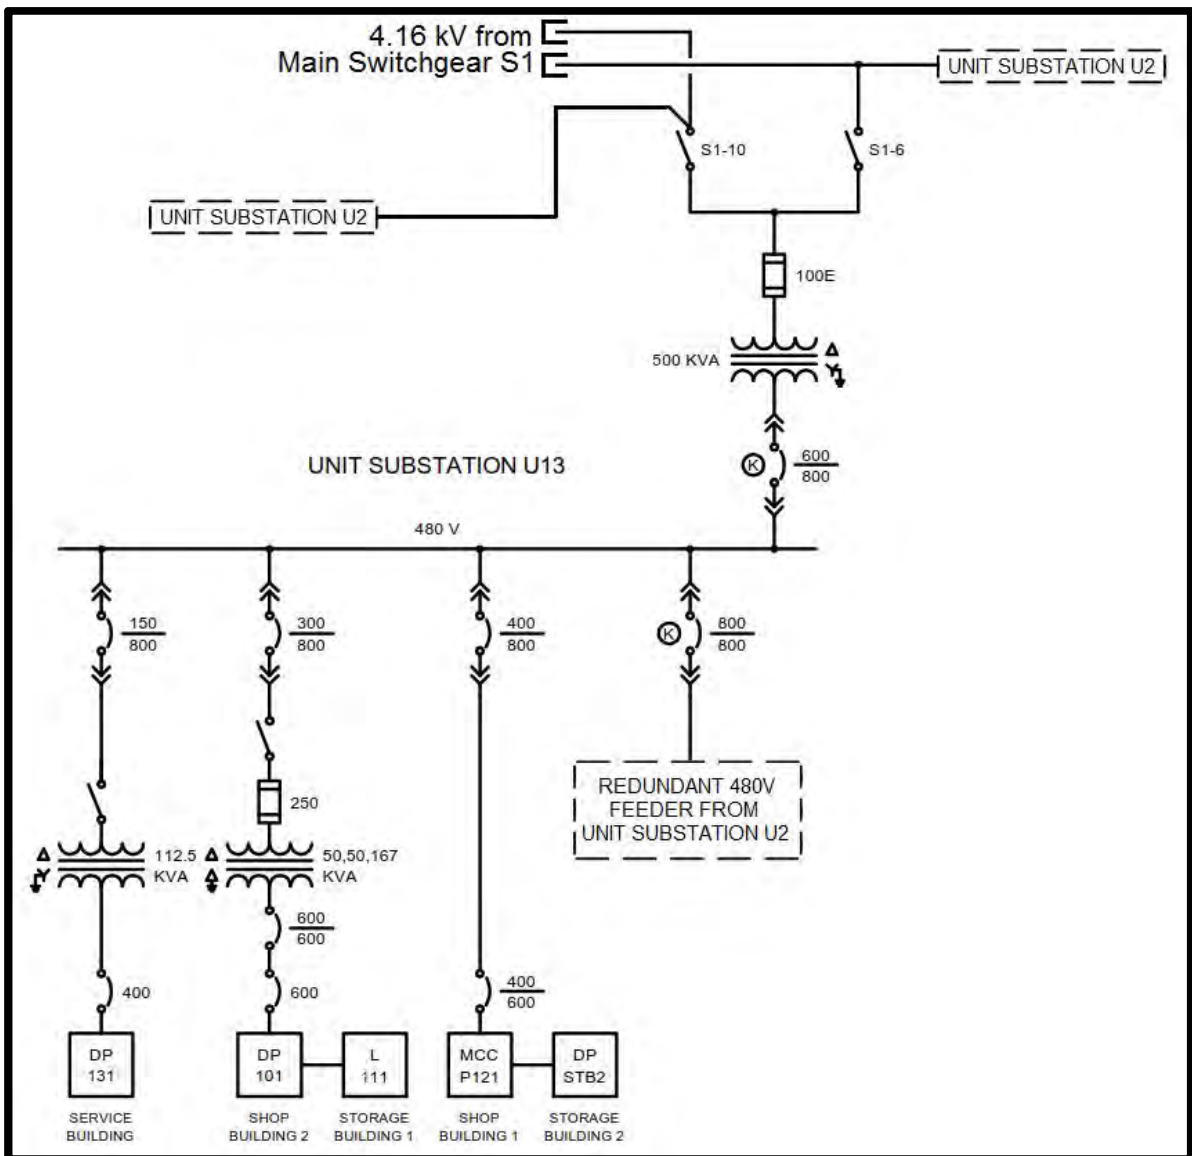 4.16 kV from
Main Switchgear S1
UNIT SUBSTATION U2
S1-10
S1-6
UNIT SUBSTATION U2
100E
500 KVA
UNIT SUBSTATION U13
K
600
800
480 V
150
800
300
800
400
800
K
800
800
250
REDUNDANT 480V
FEEDER FROM
UNIT SUBSTATION U2
112.5
KVA
50,50,167
KVA
600
600
400
600
400
600
DP
131
DP
101
L
111
MCC
P121
DP
STB2
SERVICE
BUILDING
SHOP
BUILDING 2
STORAGE
BUILDING 1
SHOP
BUILDING 1
STORAGE
BUILDING 2